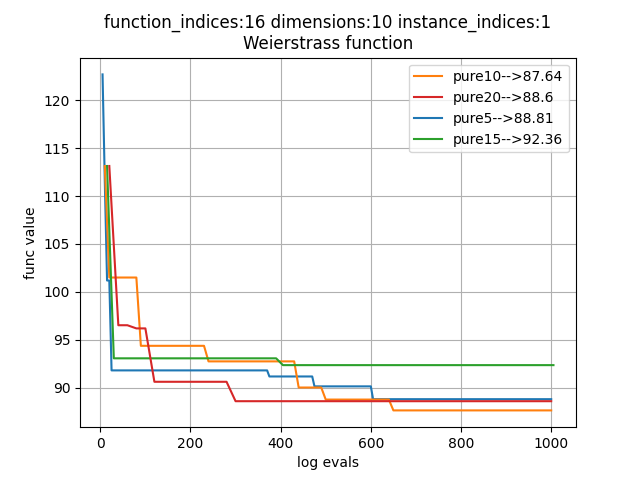 function_indices:16 dimensions:10 instance_indices:1
Weierstrass function
pure10-->87.64
pure20-->88.6
pure5-->88.81
pure15-->92.36
func value
120
115
110
105
100
95
90
0
200
400
600
800
1000
log evals